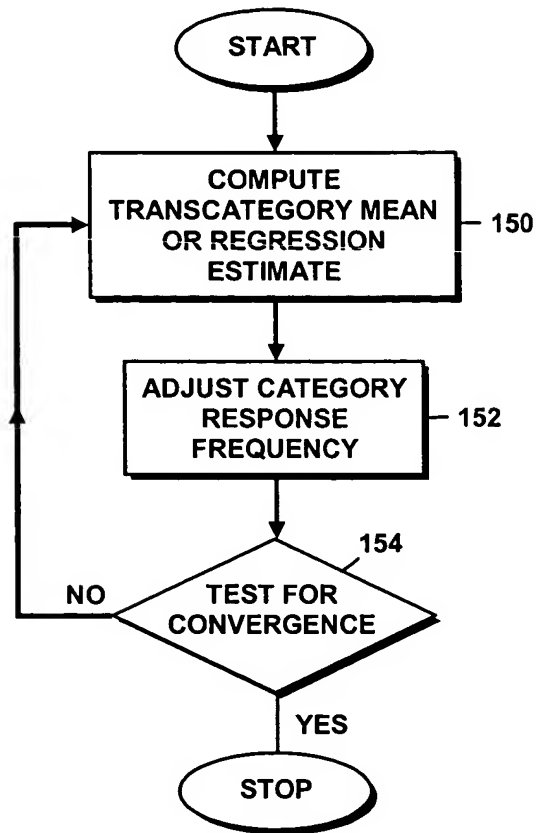 START
COMPUTE
TRANSCATEGORY MEAN
OR REGRESSION
ESTIMATE
150
ADJUST CATEGORY
RESPONSE
FREQUENCY
152
154
TEST FOR
CONVERGENCE
NO
YES
STOP